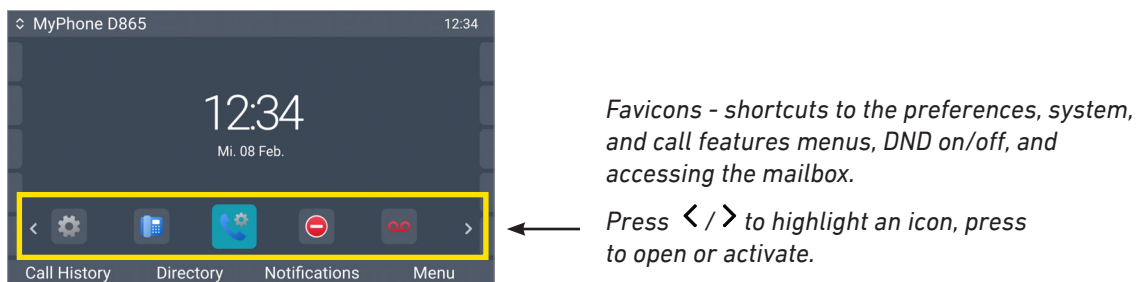 MyPhone D865 12:34
12:34
Mi. 08 Feb.
Call History Directory Notifications Menu
Favicons - shortcuts to the preferences, system,
and call features menus, DND on/off, and
accessing the mailbox.
Press < / > to highlight an icon, press
to open or activate.